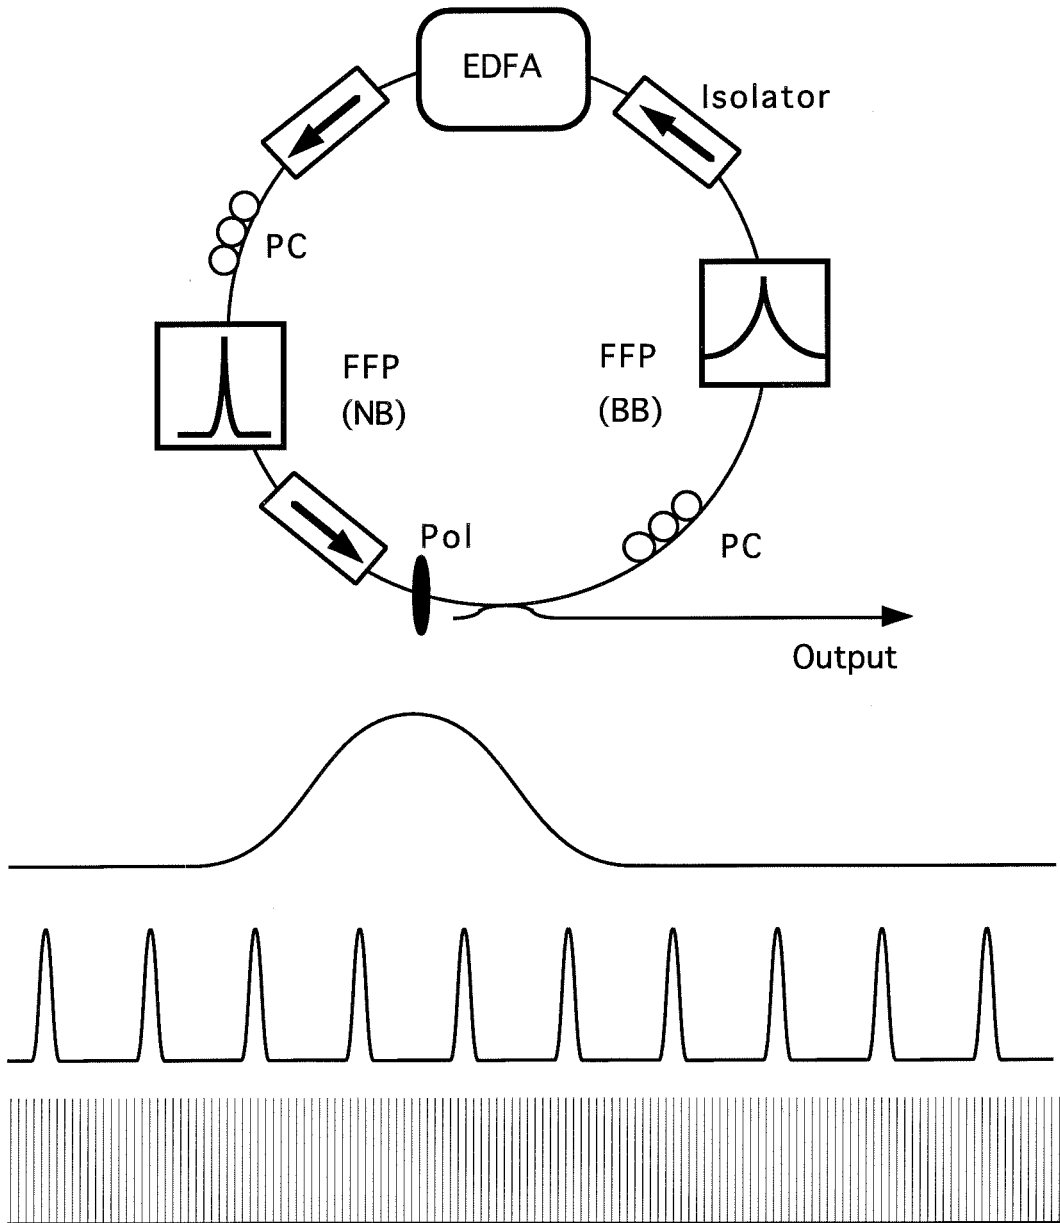 EDFA
Isolator
PC
FFP
(NB)
FFP
(BB)
Pol
PC
Output